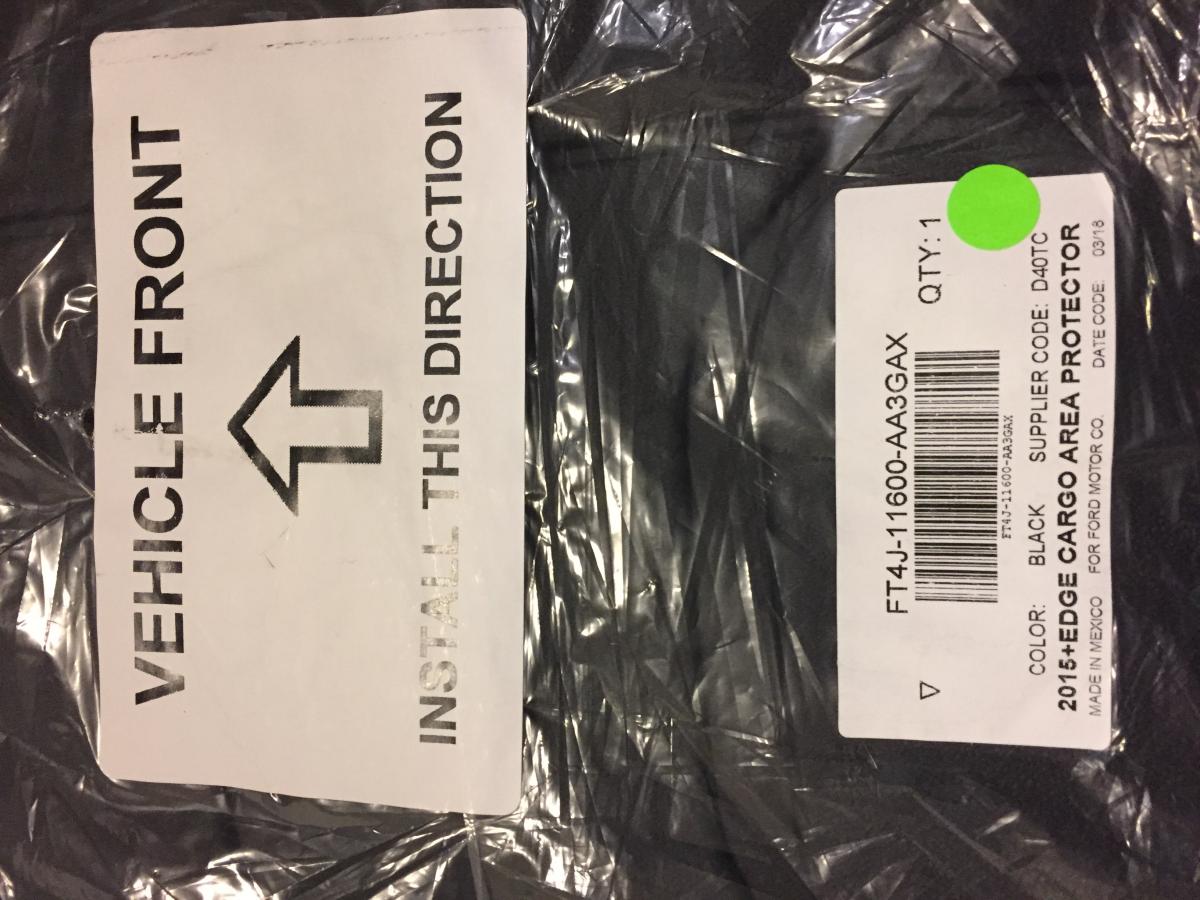 VEHICLE FRONT
INSTALL THIS DIRECTION
FT4J-11600-AA3GAX
QTY: 1
FT4J-11600-AA3GAX
COLOR: BLACK SUPPLIER CODE: D40TC
2015+EDGE CARGO AREA PROTECTOR
MADE IN MEXICO FOR FORD MOTOR CO. DATE CODE: 03/18